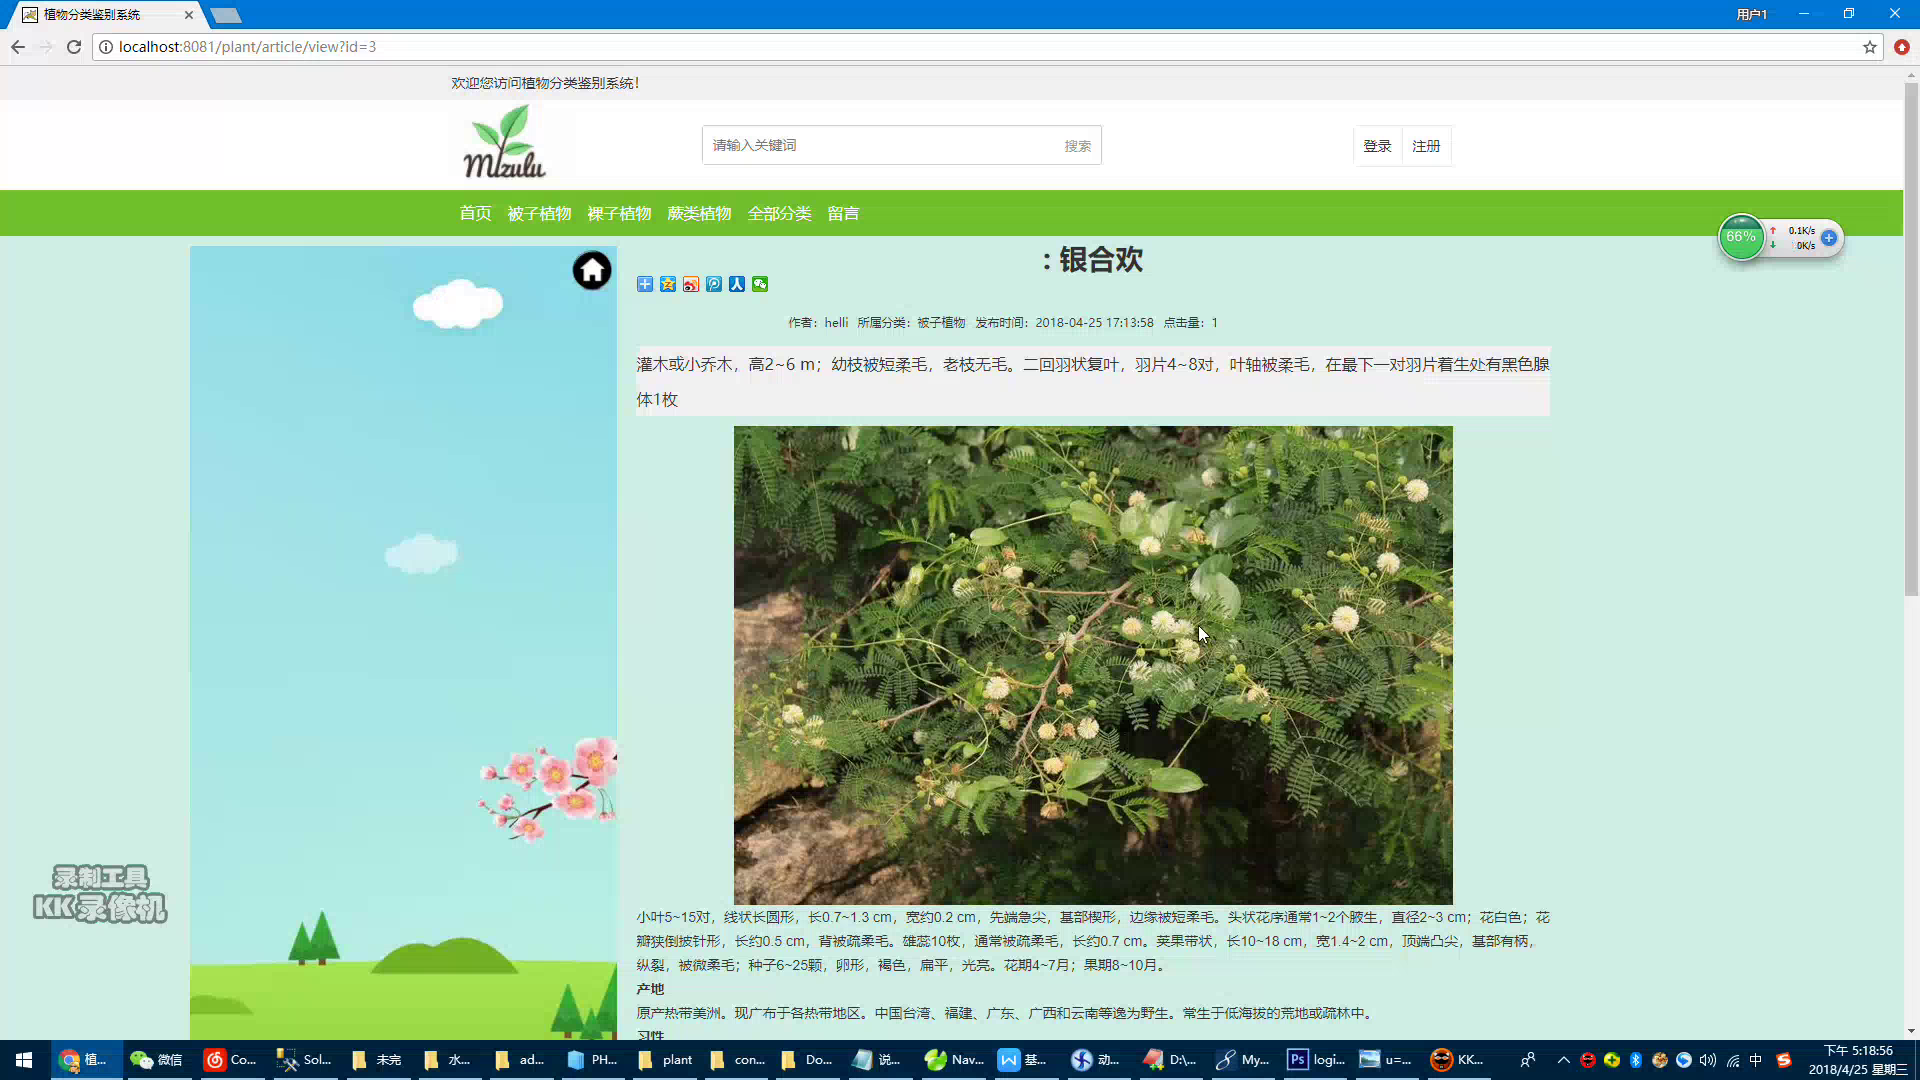 植物分类鉴别系统
用户1
localhost:8081/plant/article/view?id=3
欢迎您访问植物分类鉴别系统!
Mizulu
请输入关键词
搜索
登录
注册
首页 被子植物 裸子植物 蕨类植物 全部分类 留言
66%
0.1K/s
: 银合欢
作者：helli 所属分类：被子植物 发布时间：2018-04-25 17:13:58 点击量：1
灌木或小乔木，高2~6 m；幼枝被短柔毛，老枝无毛。二回羽状复叶，羽片4~8对，叶轴被柔毛，在最下一对羽片着生处有黑色腺
体1枚
小叶5~15对，线状长圆形，长0.7~1.3 cm，宽约0.2 cm，先端急尖，基部楔形，边缘被短柔毛。头状花序通常1~2个腋生，直径2~3 cm；花白色；花
瓣狭倒披针形，长约0.5 cm，背被疏柔毛。雄蕊10枚，通常被疏柔毛，长约0.7 cm。荚果带状，长10~18 cm，宽1.4~2 cm，顶端凸尖，基部有柄，
纵裂，被微柔毛；种子6~25颗，卵形，褐色，扁平，光亮。花期4~7月；果期8~10月。
产地
原产热带美洲。现广布于各热带地区。中国台湾、福建、广东、广西和云南等逸为野生。常生于低海拔的荒地或疏林中。
习性
录制工具
KK录像机
植... 微信 Co... Sol... 未完 水... ad... PH... plant con... Do... 说... Nav... 基... 动... D:\... My... logi... u=... KK... 中
下午 5:18:56
2018/4/25 星期三